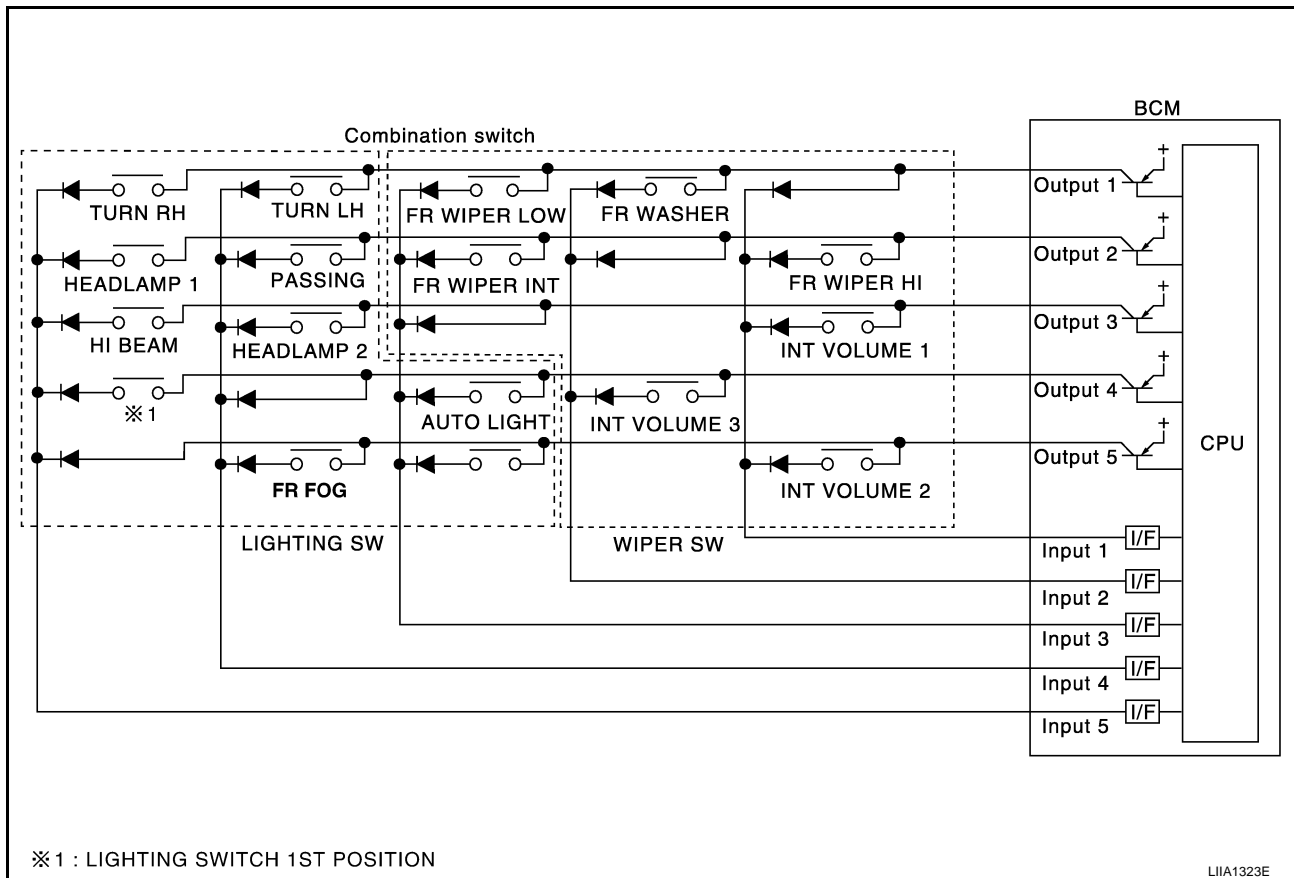 BCM
Combination switch
Output 1
TURN RH
TURN LH
FR WIPER LOW
FR WASHER
Output 2
HEADLAMP 1
PASSING
FR WIPER INT
FR WIPER HI
Output 3
HI BEAM
HEADLAMP 2
INT VOLUME 1
Output 4
※1
AUTO LIGHT
INT VOLUME 3
CPU
Output 5
FR FOG
INT VOLUME 2
LIGHTING SW
WIPER SW
Input 1
I/F
Input 2
I/F
Input 3
I/F
Input 4
I/F
Input 5
I/F
+
+
+
+
+
※1 : LIGHTING SWITCH 1ST POSITION
LIIA1323E